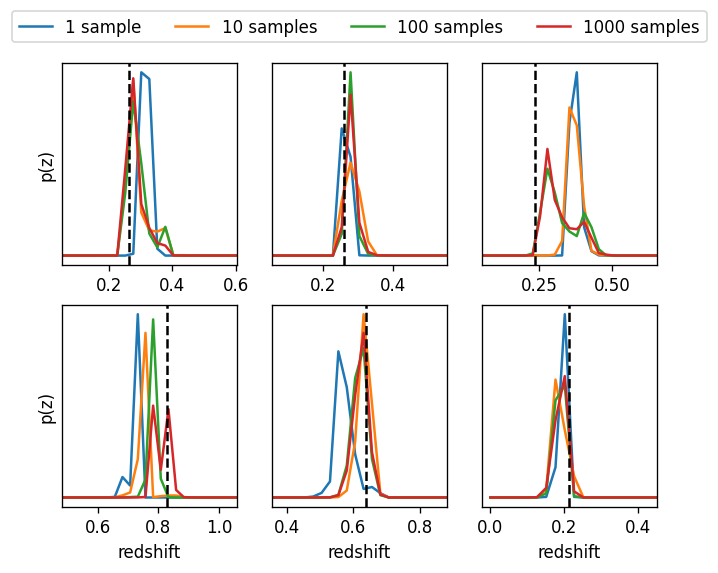 1 sample 10 samples 100 samples 1000 samples
p(z)
0.2 0.4 0.6 0.2 0.4 0.25 0.50
p(z)
0.6 0.8 1.0 0.4 0.6 0.8 0.0 0.2 0.4
redshift redshift redshift